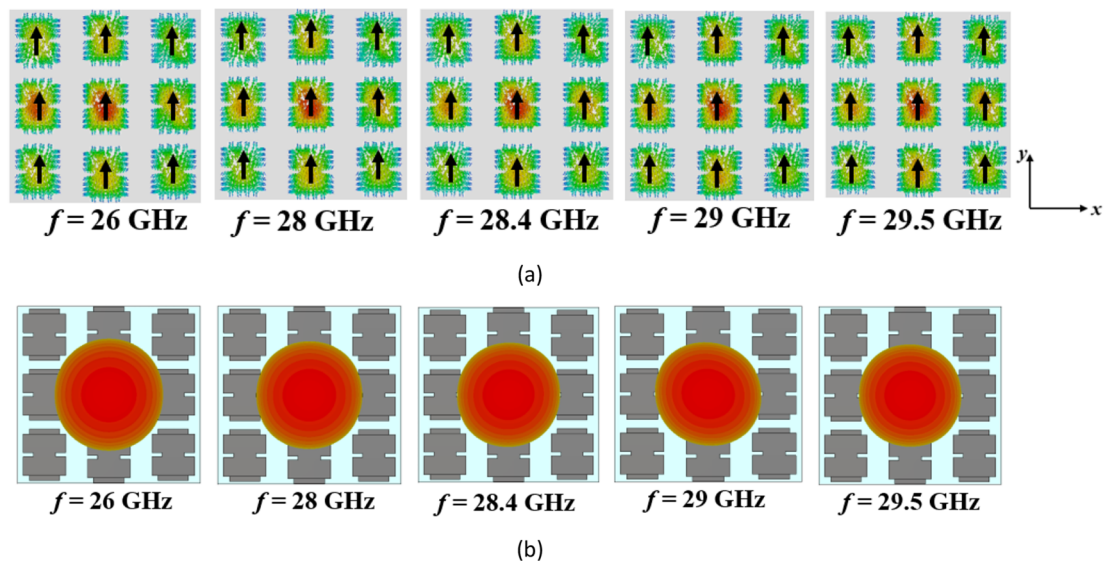 y
x
f = 26 GHz
f = 28 GHz
f = 28.4 GHz
f = 29 GHz
f = 29.5 GHz
(a)
f = 26 GHz
f = 28 GHz
f = 28.4 GHz
f = 29 GHz
f = 29.5 GHz
(b)